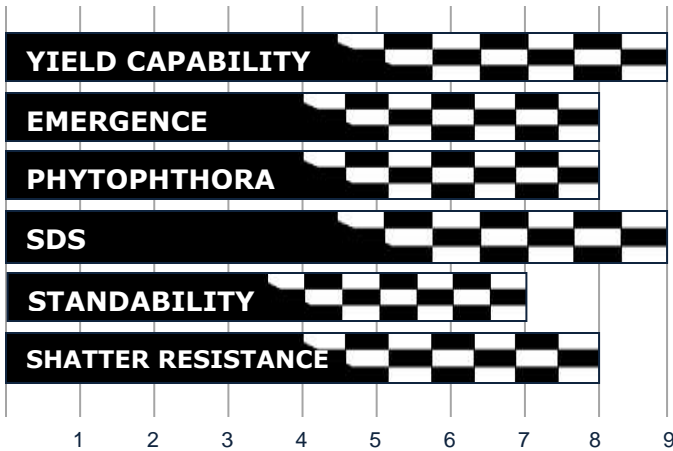 YIELD CAPABILITY
EMERGENCE
PHYTOPHTHORA
SDS
STANDABILITY
SHATTER RESISTANCE
1 2 3 4 5 6 7 8 9